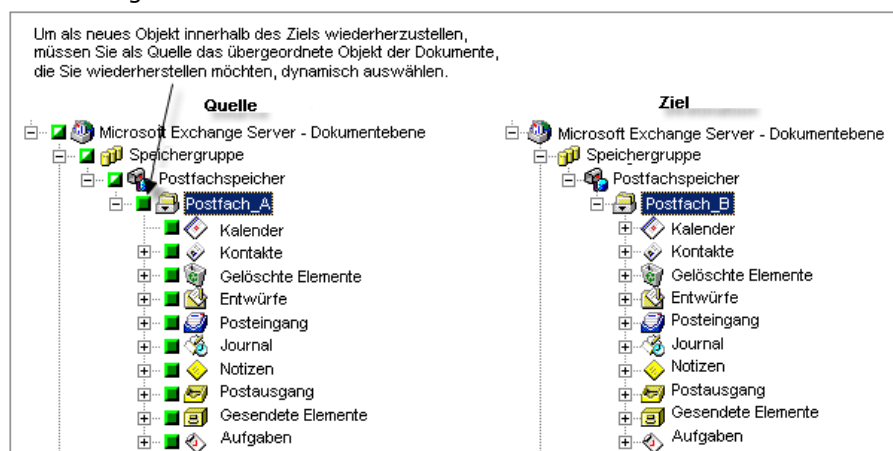 Um als neues Objekt innerhalb des Ziels wiederherzustellen,
müssen Sie als Quelle das übergeordnete Objekt der Dokumente,
die Sie wiederherstellen möchten, dynamisch auswählen.
Quelle
Microsoft Exchange Server - Dokumentebene
Speichergruppe
Postfachspeicher
Postfach_A
Kalender
Kontakte
Gelöschte Elemente
Entwürfe
Posteingang
Journal
Notizen
Postausgang
Gesendete Elemente
Aufgaben
Ziel
Microsoft Exchange Server - Dokumentebene
Speichergruppe
Postfachspeicher
Postfach_B
Kalender
Kontakte
Gelöschte Elemente
Entwürfe
Posteingang
Journal
Notizen
Postausgang
Gesendete Elemente
Aufgaben